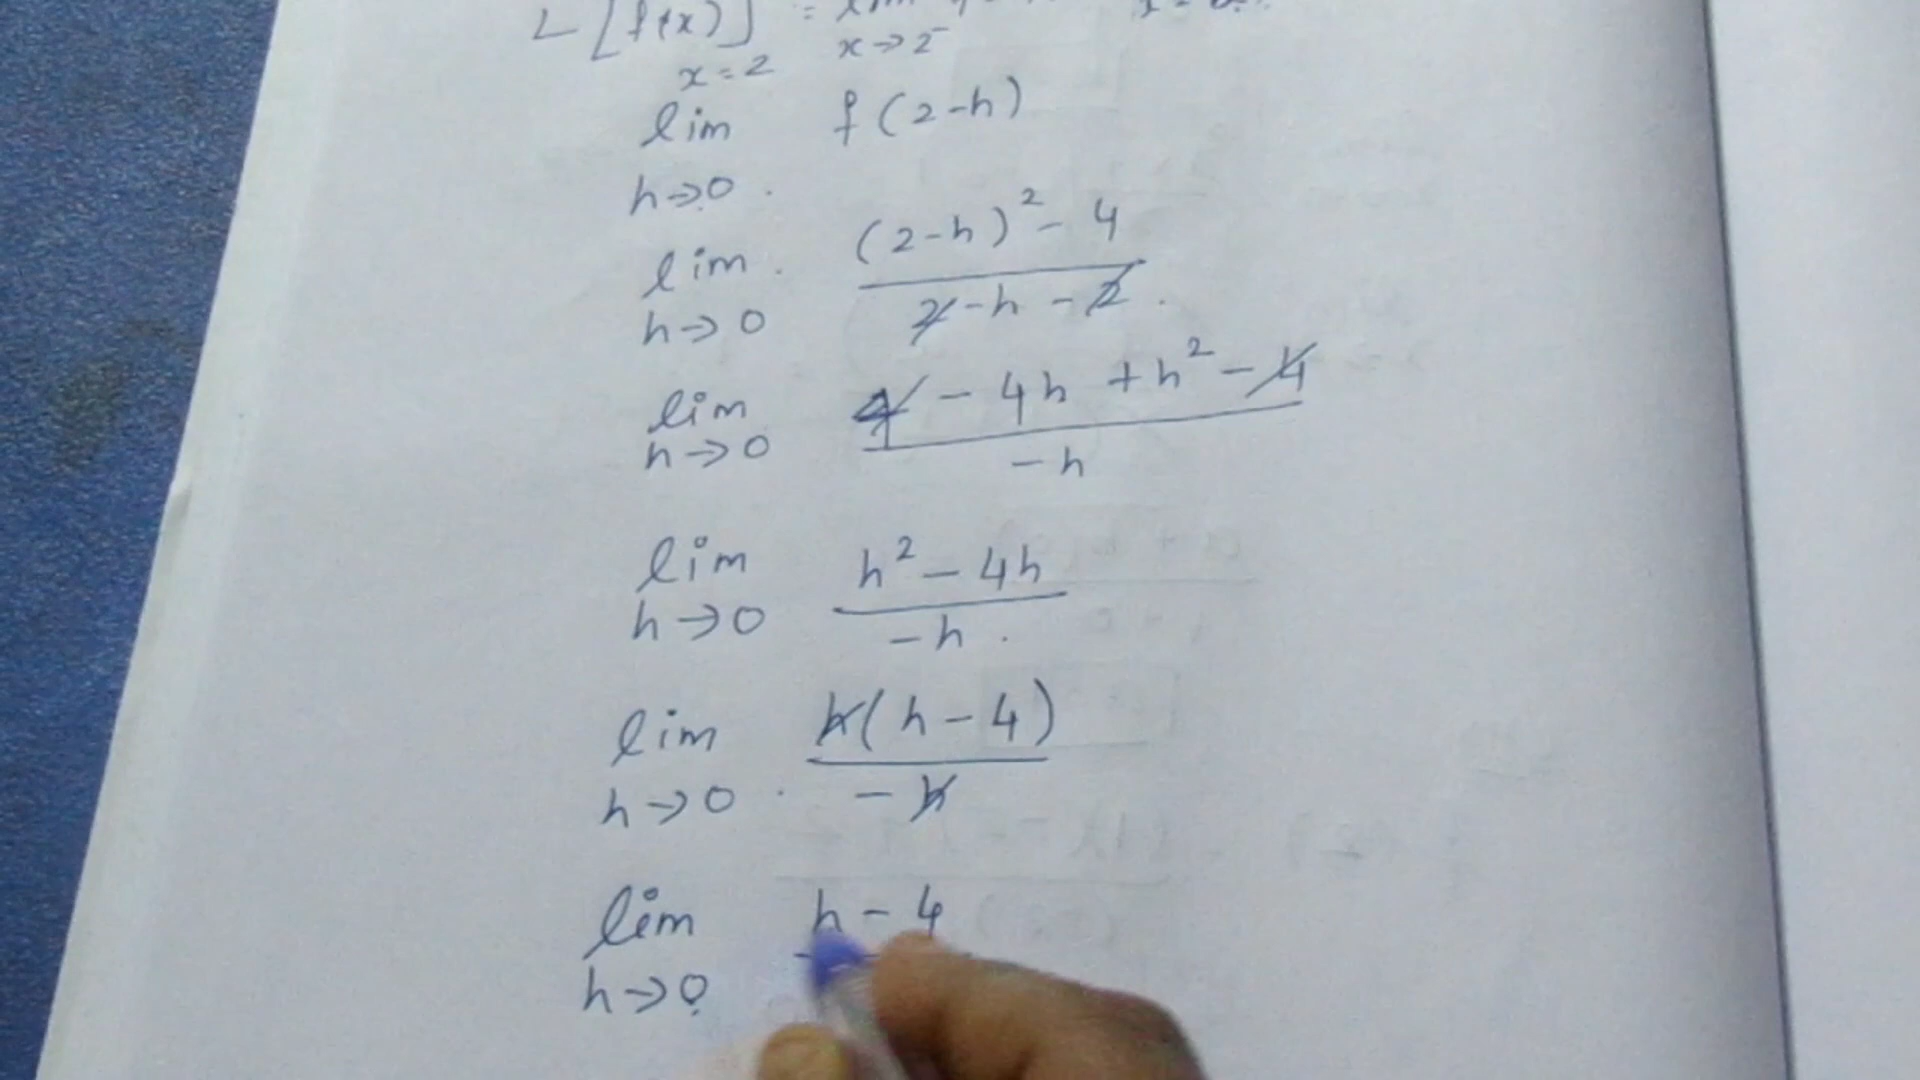 L [f(x)] = lim
x=2 x→2⁻
lim f(2-h)
h→0.
lim. (2-h)² - 4
h→0 2-h-2.
lim 4 - 4h + h² - 4
h→0 -h
lim h² - 4h
h→0 -h.
lim h(h-4)
h→0. -h
lim h-4
h→0